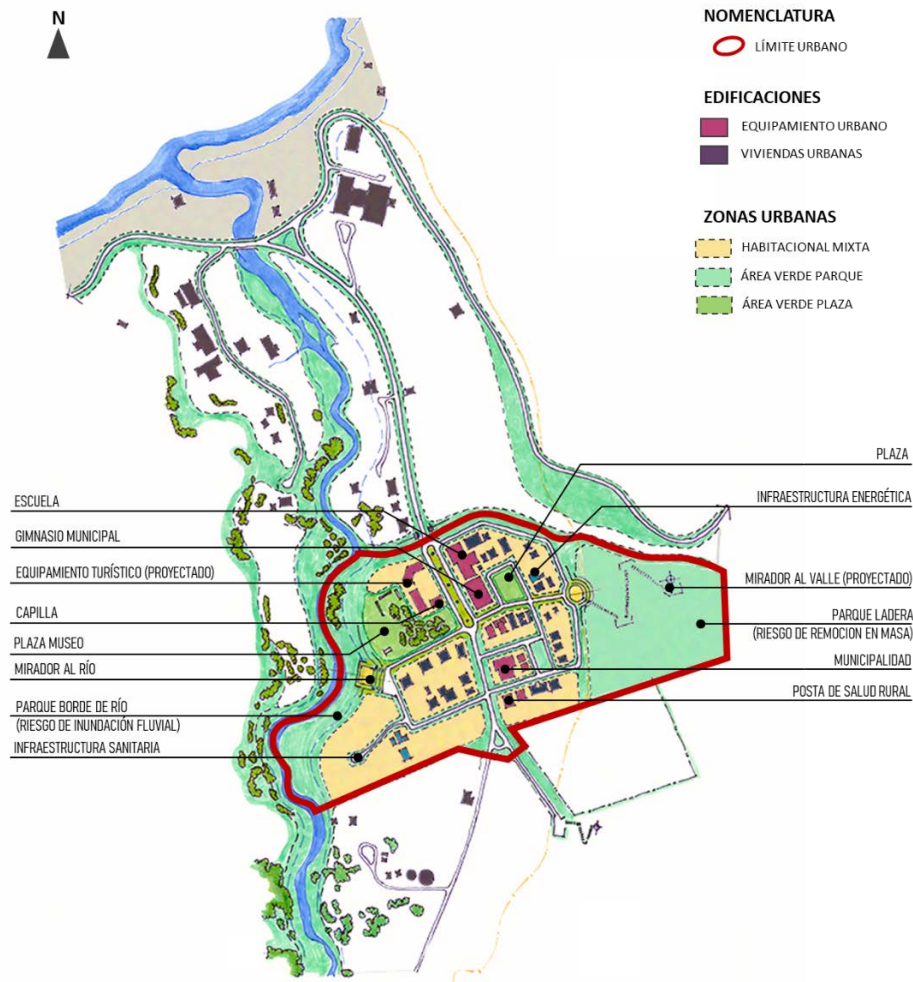 N
NOMENCLATURA
LÍMITE URBANO
EDIFICACIONES
EQUIPAMIENTO URBANO
VIVIENDAS URBANAS
ZONAS URBANAS
HABITACIONAL MIXTA
ÁREA VERDE PARQUE
ÁREA VERDE PLAZA
ESCUELA
GIMNASIO MUNICIPAL
EQUIPAMIENTO TURÍSTICO (PROYECTADO)
CAPILLA
PLAZA MUSEO
MIRADOR AL RÍO
PARQUE BORDE DE RÍO
(RIESGO DE INUNDACIÓN FLUVIAL)
INFRAESTRUCTURA SANITARIA
PLAZA
INFRAESTRUCTURA ENERGÉTICA
MIRADOR AL VALLE (PROYECTADO)
PARQUE LADERA
(RIESGO DE REMOCION EN MASA)
MUNICIPALIDAD
POSTA DE SALUD RURAL